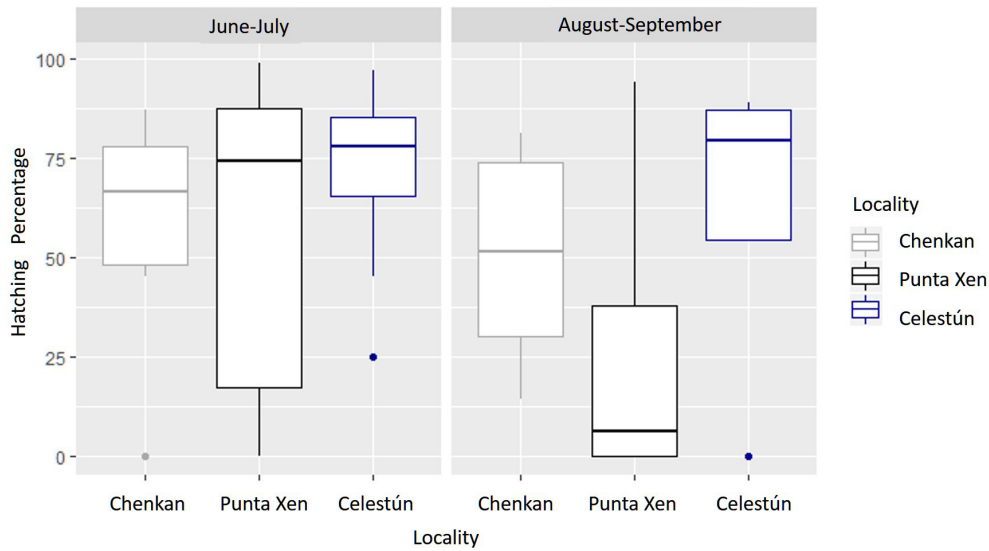 June-July
August-September
100
75
50
25
0
Hatching Percentage
Chenkan Punta Xen Celestún
Chenkan Punta Xen Celestún
Locality
Locality
Chenkan
Punta Xen
Celestún